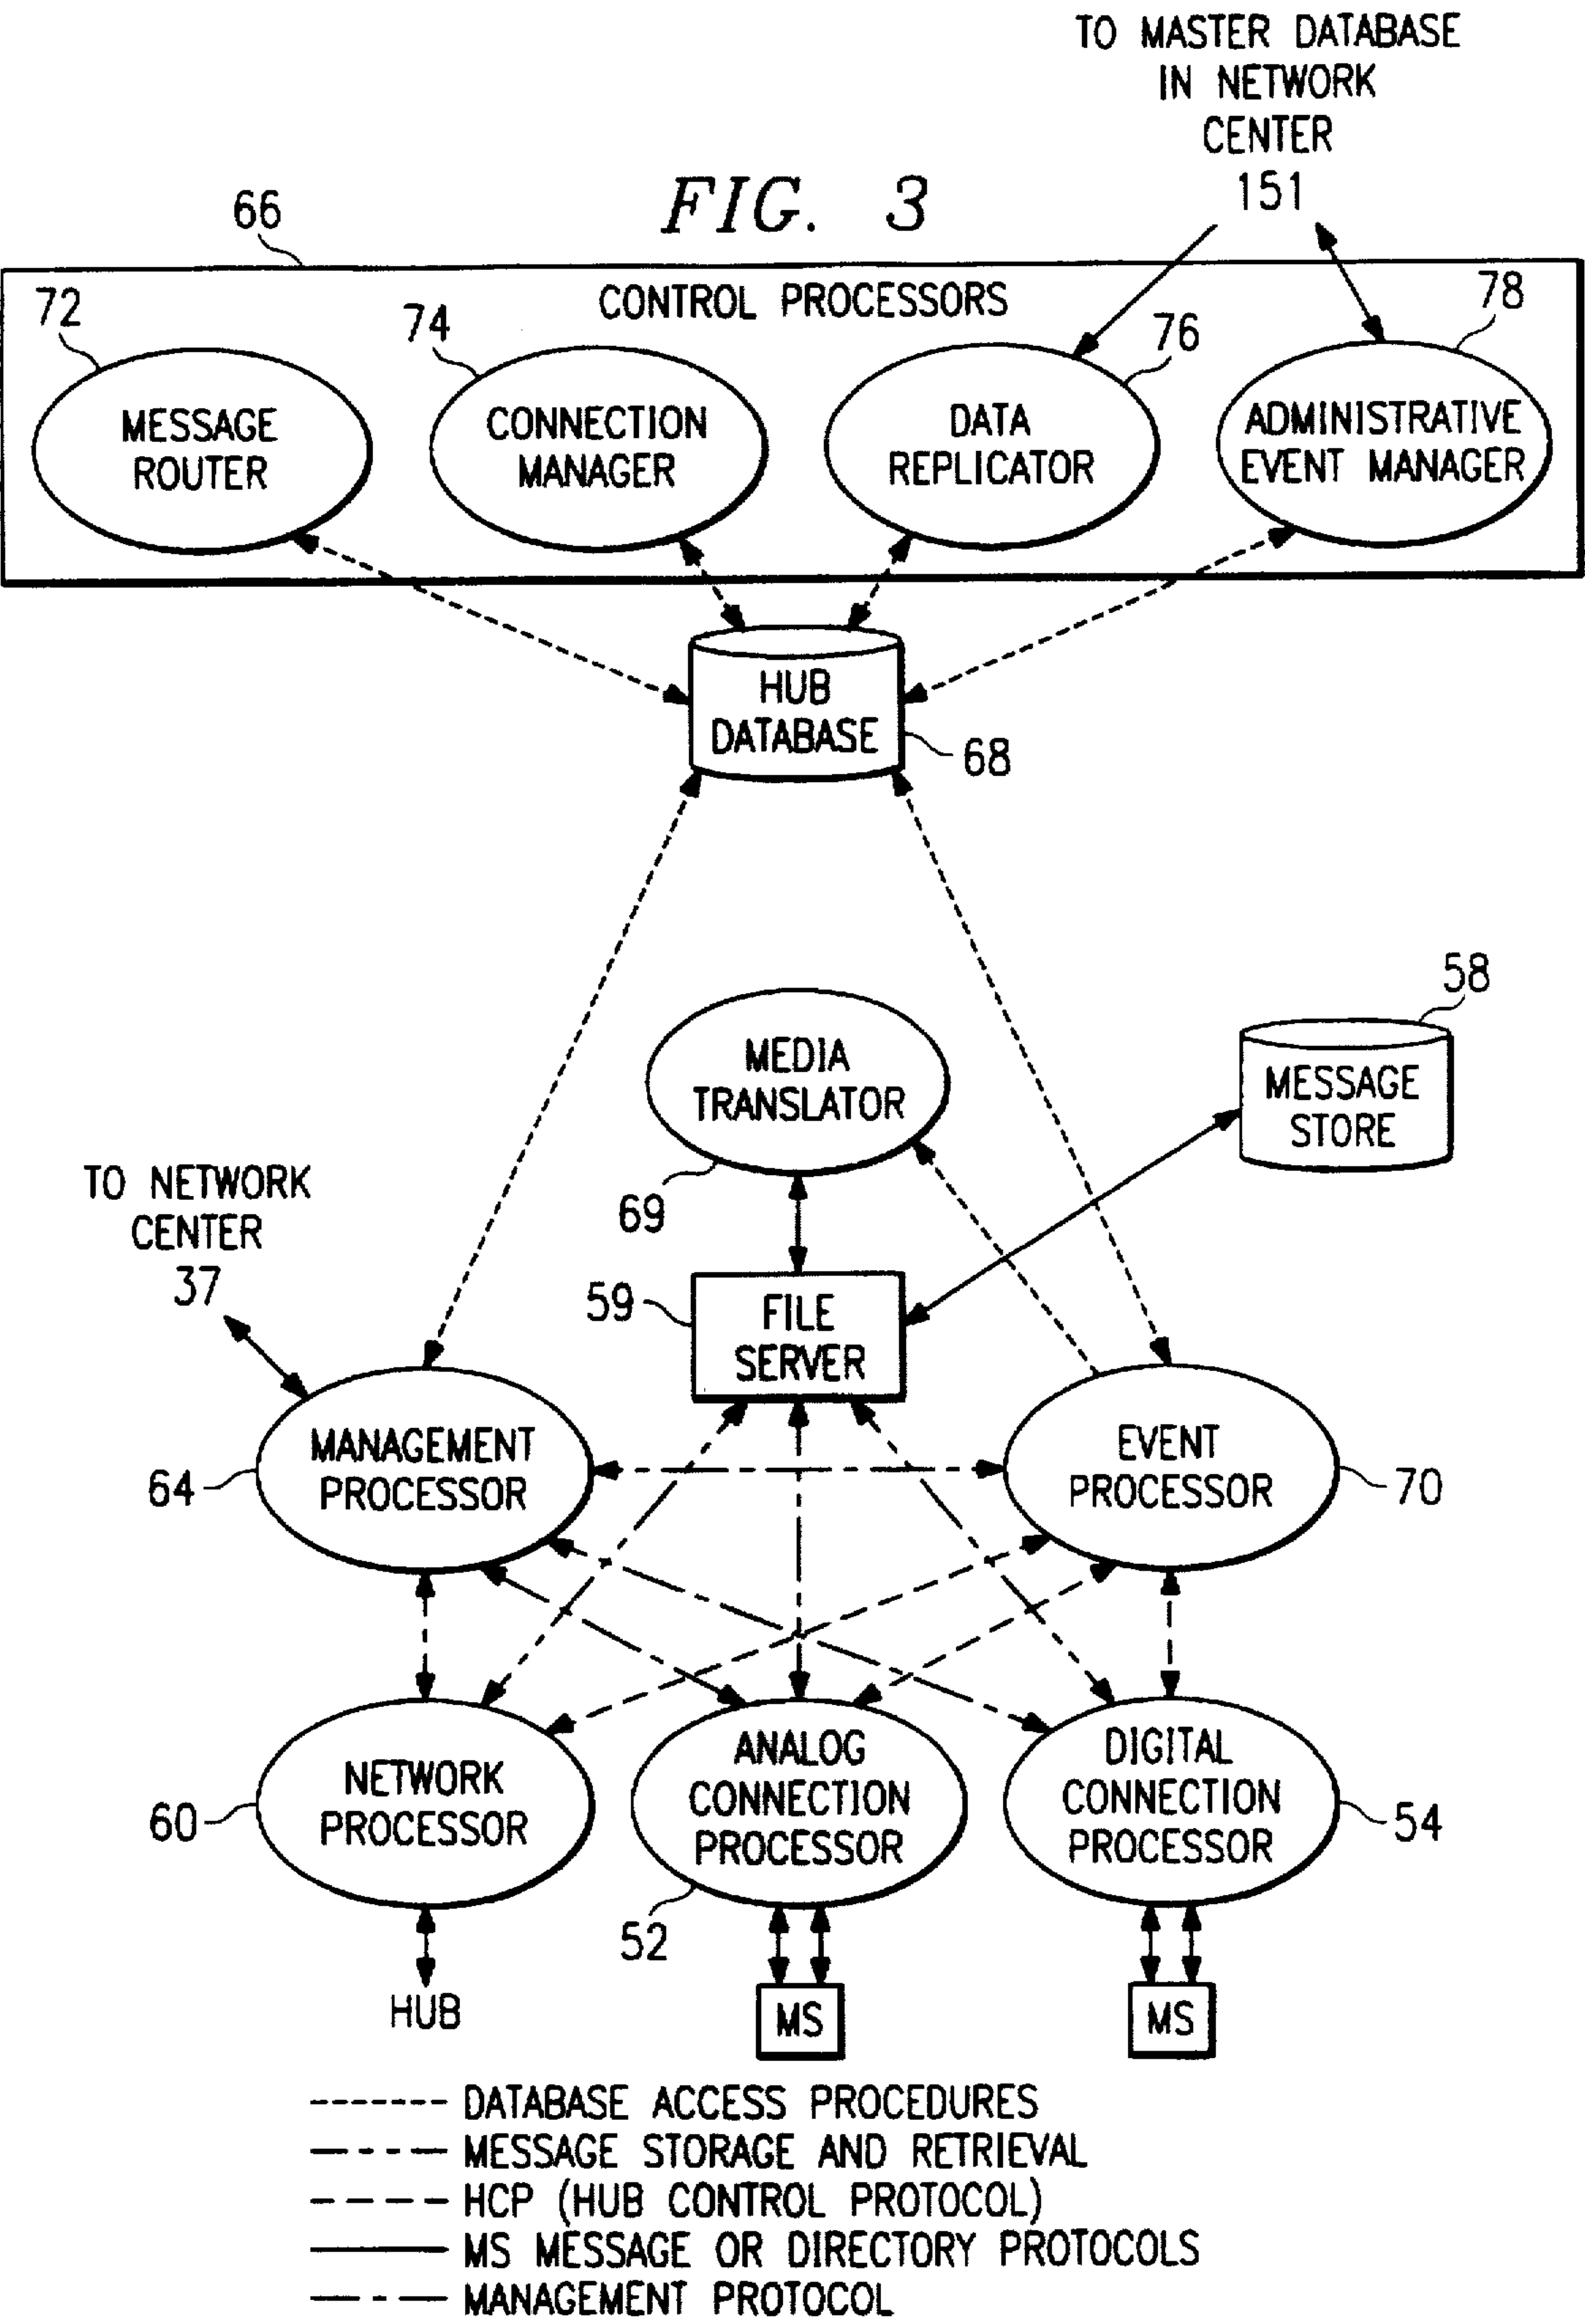 TO MASTER DATABASE
IN NETWORK
CENTER
151
FIG. 3
66
CONTROL PROCESSORS
72
74
76
78
MESSAGE
ROUTER
CONNECTION
MANAGER
DATA
REPLICATOR
ADMINISTRATIVE
EVENT MANAGER
HUB
DATABASE
68
58
MEDIA
TRANSLATOR
MESSAGE
STORE
TO NETWORK
CENTER
37
69
59
FILE
SERVER
MANAGEMENT
PROCESSOR
64
EVENT
PROCESSOR
70
NETWORK
PROCESSOR
60
ANALOG
CONNECTION
PROCESSOR
52
DIGITAL
CONNECTION
PROCESSOR
54
HUB
MS
MS
DATABASE ACCESS PROCEDURES
MESSAGE STORAGE AND RETRIEVAL
HCP (HUB CONTROL PROTOCOL)
MS MESSAGE OR DIRECTORY PROTOCOLS
MANAGEMENT PROTOCOL